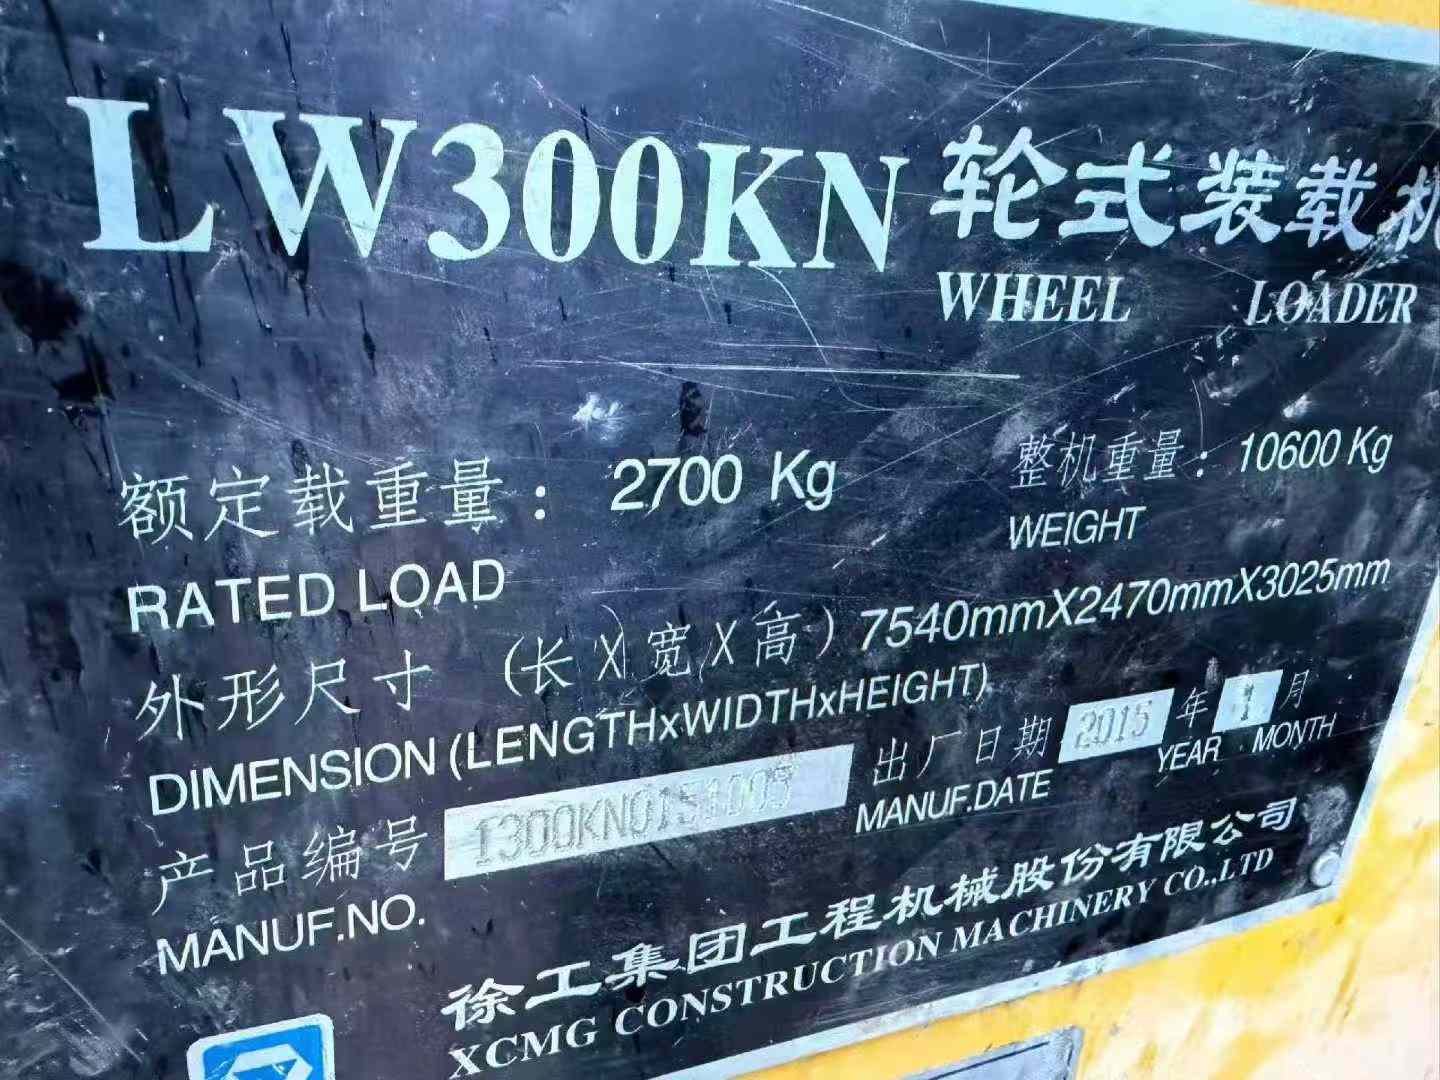 LW300KN 轮式装载机
WHEEL LOADER
额定载重量： 2700 Kg 整机重量： 10600 Kg
RATED LOAD WEIGHT
外形尺寸 (长X宽X高) 7540mmX2470mmX3025mm
DIMENSION (LENGTHxWIDTHxHEIGHT)
产品编号 1300KN0151005 出厂日期 2015 年 1 月
MANUF.NO. MANUF.DATE YEAR MONTH
徐工集团工程机械股份有限公司
XCMG CONSTRUCTION MACHINERY CO.,LTD